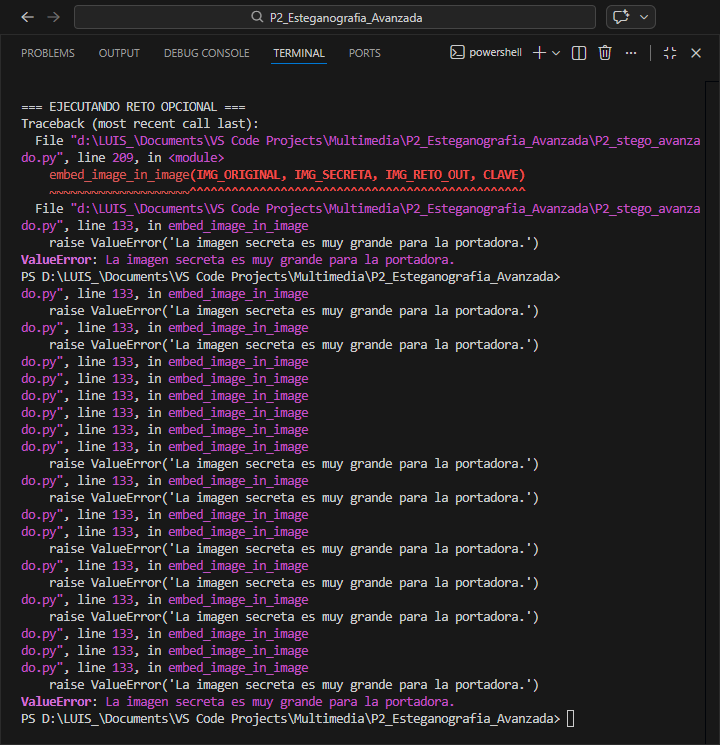 P2_Esteganografia_Avanzada
PROBLEMS OUTPUT DEBUG CONSOLE TERMINAL PORTS powershell
=== EJECUTANDO RETO OPCIONAL ===
Traceback (most recent call last):
  File "d:\LUIS_\Documents\VS Code Projects\Multimedia\P2_Esteganografia_Avanzada\P2_stego_avanza
do.py", line 209, in <module>
    embed_image_in_image(IMG_ORIGINAL, IMG_SECRETA, IMG_RETO_OUT, CLAVE)
    ~~~~~~~~~~~~~~~~~~~~^^^^^^^^^^^^^^^^^^^^^^^^^^^^^^^^^^^^^^^^^^^^^^^^
  File "d:\LUIS_\Documents\VS Code Projects\Multimedia\P2_Esteganografia_Avanzada\P2_stego_avanza
do.py", line 133, in embed_image_in_image
    raise ValueError('La imagen secreta es muy grande para la portadora.')
ValueError: La imagen secreta es muy grande para la portadora.
PS D:\LUIS_\Documents\VS Code Projects\Multimedia\P2_Esteganografia_Avanzada>
do.py", line 133, in embed_image_in_image
    raise ValueError('La imagen secreta es muy grande para la portadora.')
do.py", line 133, in embed_image_in_image
    raise ValueError('La imagen secreta es muy grande para la portadora.')
do.py", line 133, in embed_image_in_image
do.py", line 133, in embed_image_in_image
do.py", line 133, in embed_image_in_image
do.py", line 133, in embed_image_in_image
do.py", line 133, in embed_image_in_image
do.py", line 133, in embed_image_in_image
    raise ValueError('La imagen secreta es muy grande para la portadora.')
do.py", line 133, in embed_image_in_image
    raise ValueError('La imagen secreta es muy grande para la portadora.')
do.py", line 133, in embed_image_in_image
do.py", line 133, in embed_image_in_image
    raise ValueError('La imagen secreta es muy grande para la portadora.')
do.py", line 133, in embed_image_in_image
    raise ValueError('La imagen secreta es muy grande para la portadora.')
do.py", line 133, in embed_image_in_image
    raise ValueError('La imagen secreta es muy grande para la portadora.')
do.py", line 133, in embed_image_in_image
do.py", line 133, in embed_image_in_image
    raise ValueError('La imagen secreta es muy grande para la portadora.')
ValueError: La imagen secreta es muy grande para la portadora.
PS D:\LUIS_\Documents\VS Code Projects\Multimedia\P2_Esteganografia_Avanzada>